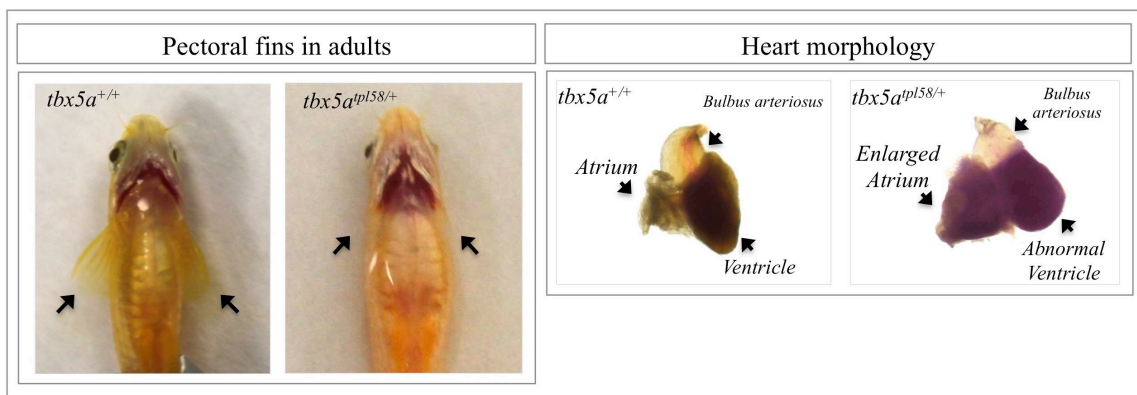 Pectoral fins in adults
tbx5a+/+
tbx5atpl58/+
Heart morphology
tbx5a+/+
Bulbus arteriosus
Atrium
Ventricle
tbx5atpl58/+
Bulbus
arteriosus
Enlarged
Atrium
Abnormal
Ventricle